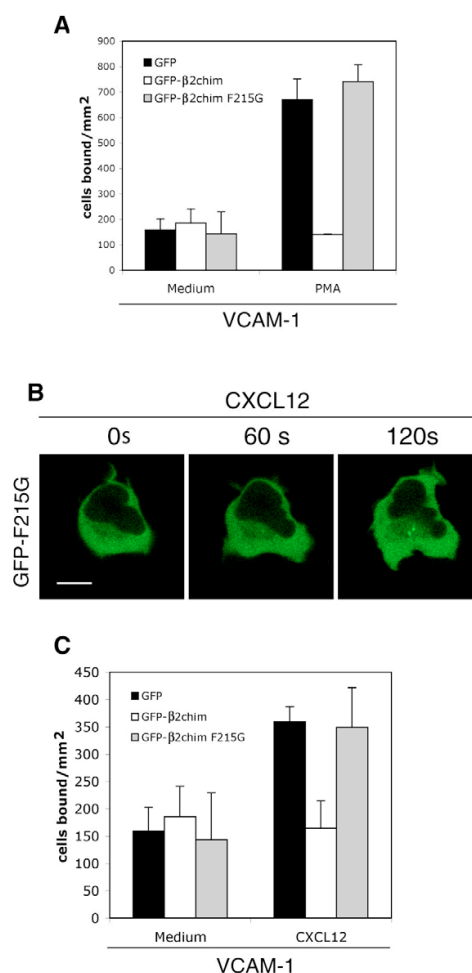 A
900
800
700
600
500
400
300
200
100
0
cells bound/mm2
GFP
GFP-β2chim
GFP-β2chim F215G
Medium PMA
VCAM-1
B
CXCL12
0s 60 s 120s
GFP-F215G
C
450
400
350
300
250
200
150
100
50
0
cells bound/mm2
GFP
GFP-β2chim
GFP-β2chim F215G
Medium CXCL12
VCAM-1